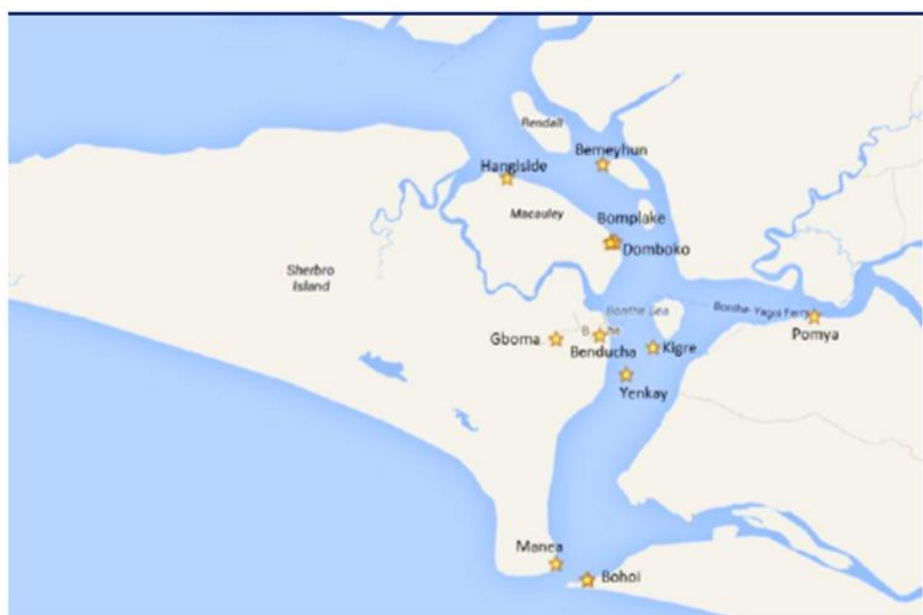 Rendall
Bemeyhun
Hangiside
Macauley
Bomplake
Domboko
Sherbro
Island
Bonthe Sea
Bonthe-Yagoi Ferry
Pomya
Gboma
Benducha
Kigre
Yenkay
Manea
Bohoi